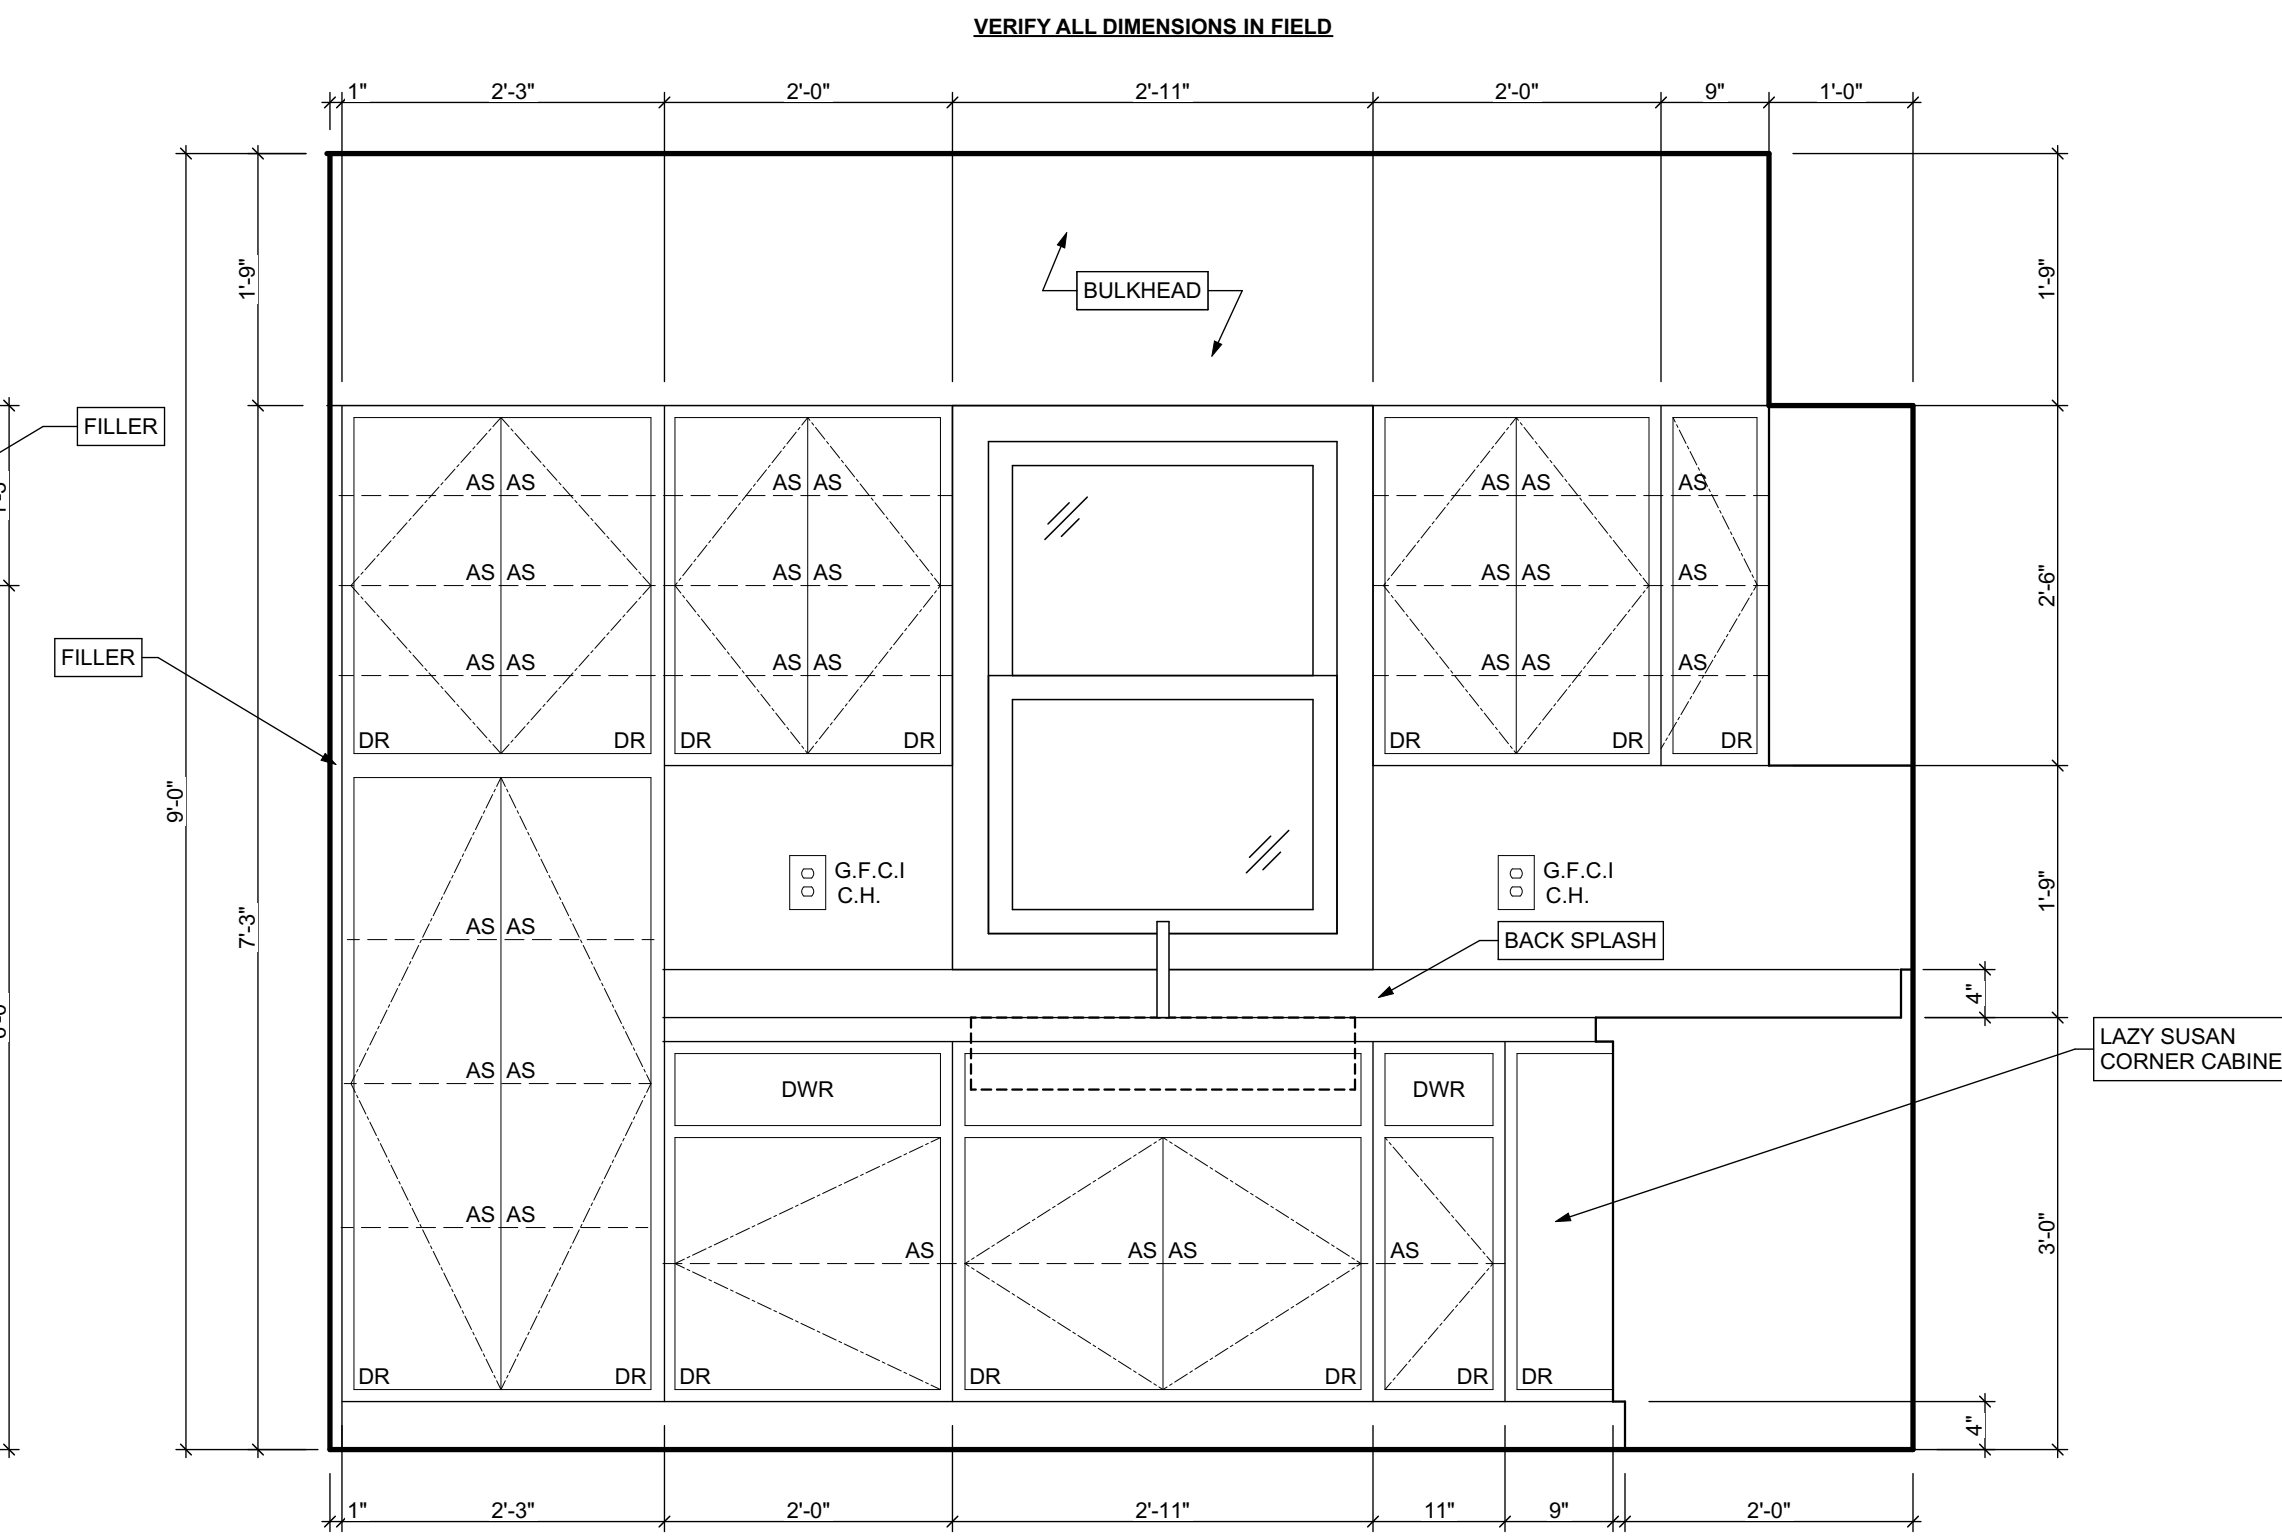 VERIFY ALL DIMENSIONS IN FIELD
1" 2'-3" 2'-0" 2'-11" 2'-0" 9" 1'-0"
1'-9"
1'-9"
BULKHEAD
FILLER
AS AS AS AS AS AS AS
AS AS AS AS AS AS AS
2'-6"
FILLER
AS AS AS AS AS AS AS
DR DR DR DR DR DR DR
9'-0"
7'-3"
G.F.C.I
C.H.
G.F.C.I
C.H.
1'-9"
AS AS
BACK SPLASH
4"
LAZY SUSAN
CORNER CABINE
AS AS
DWR DWR
3'-0"
AS AS
AS AS AS AS
DR DR DR DR DR DR DR
4"
1" 2'-3" 2'-0" 2'-11" 11" 9" 2'-0"